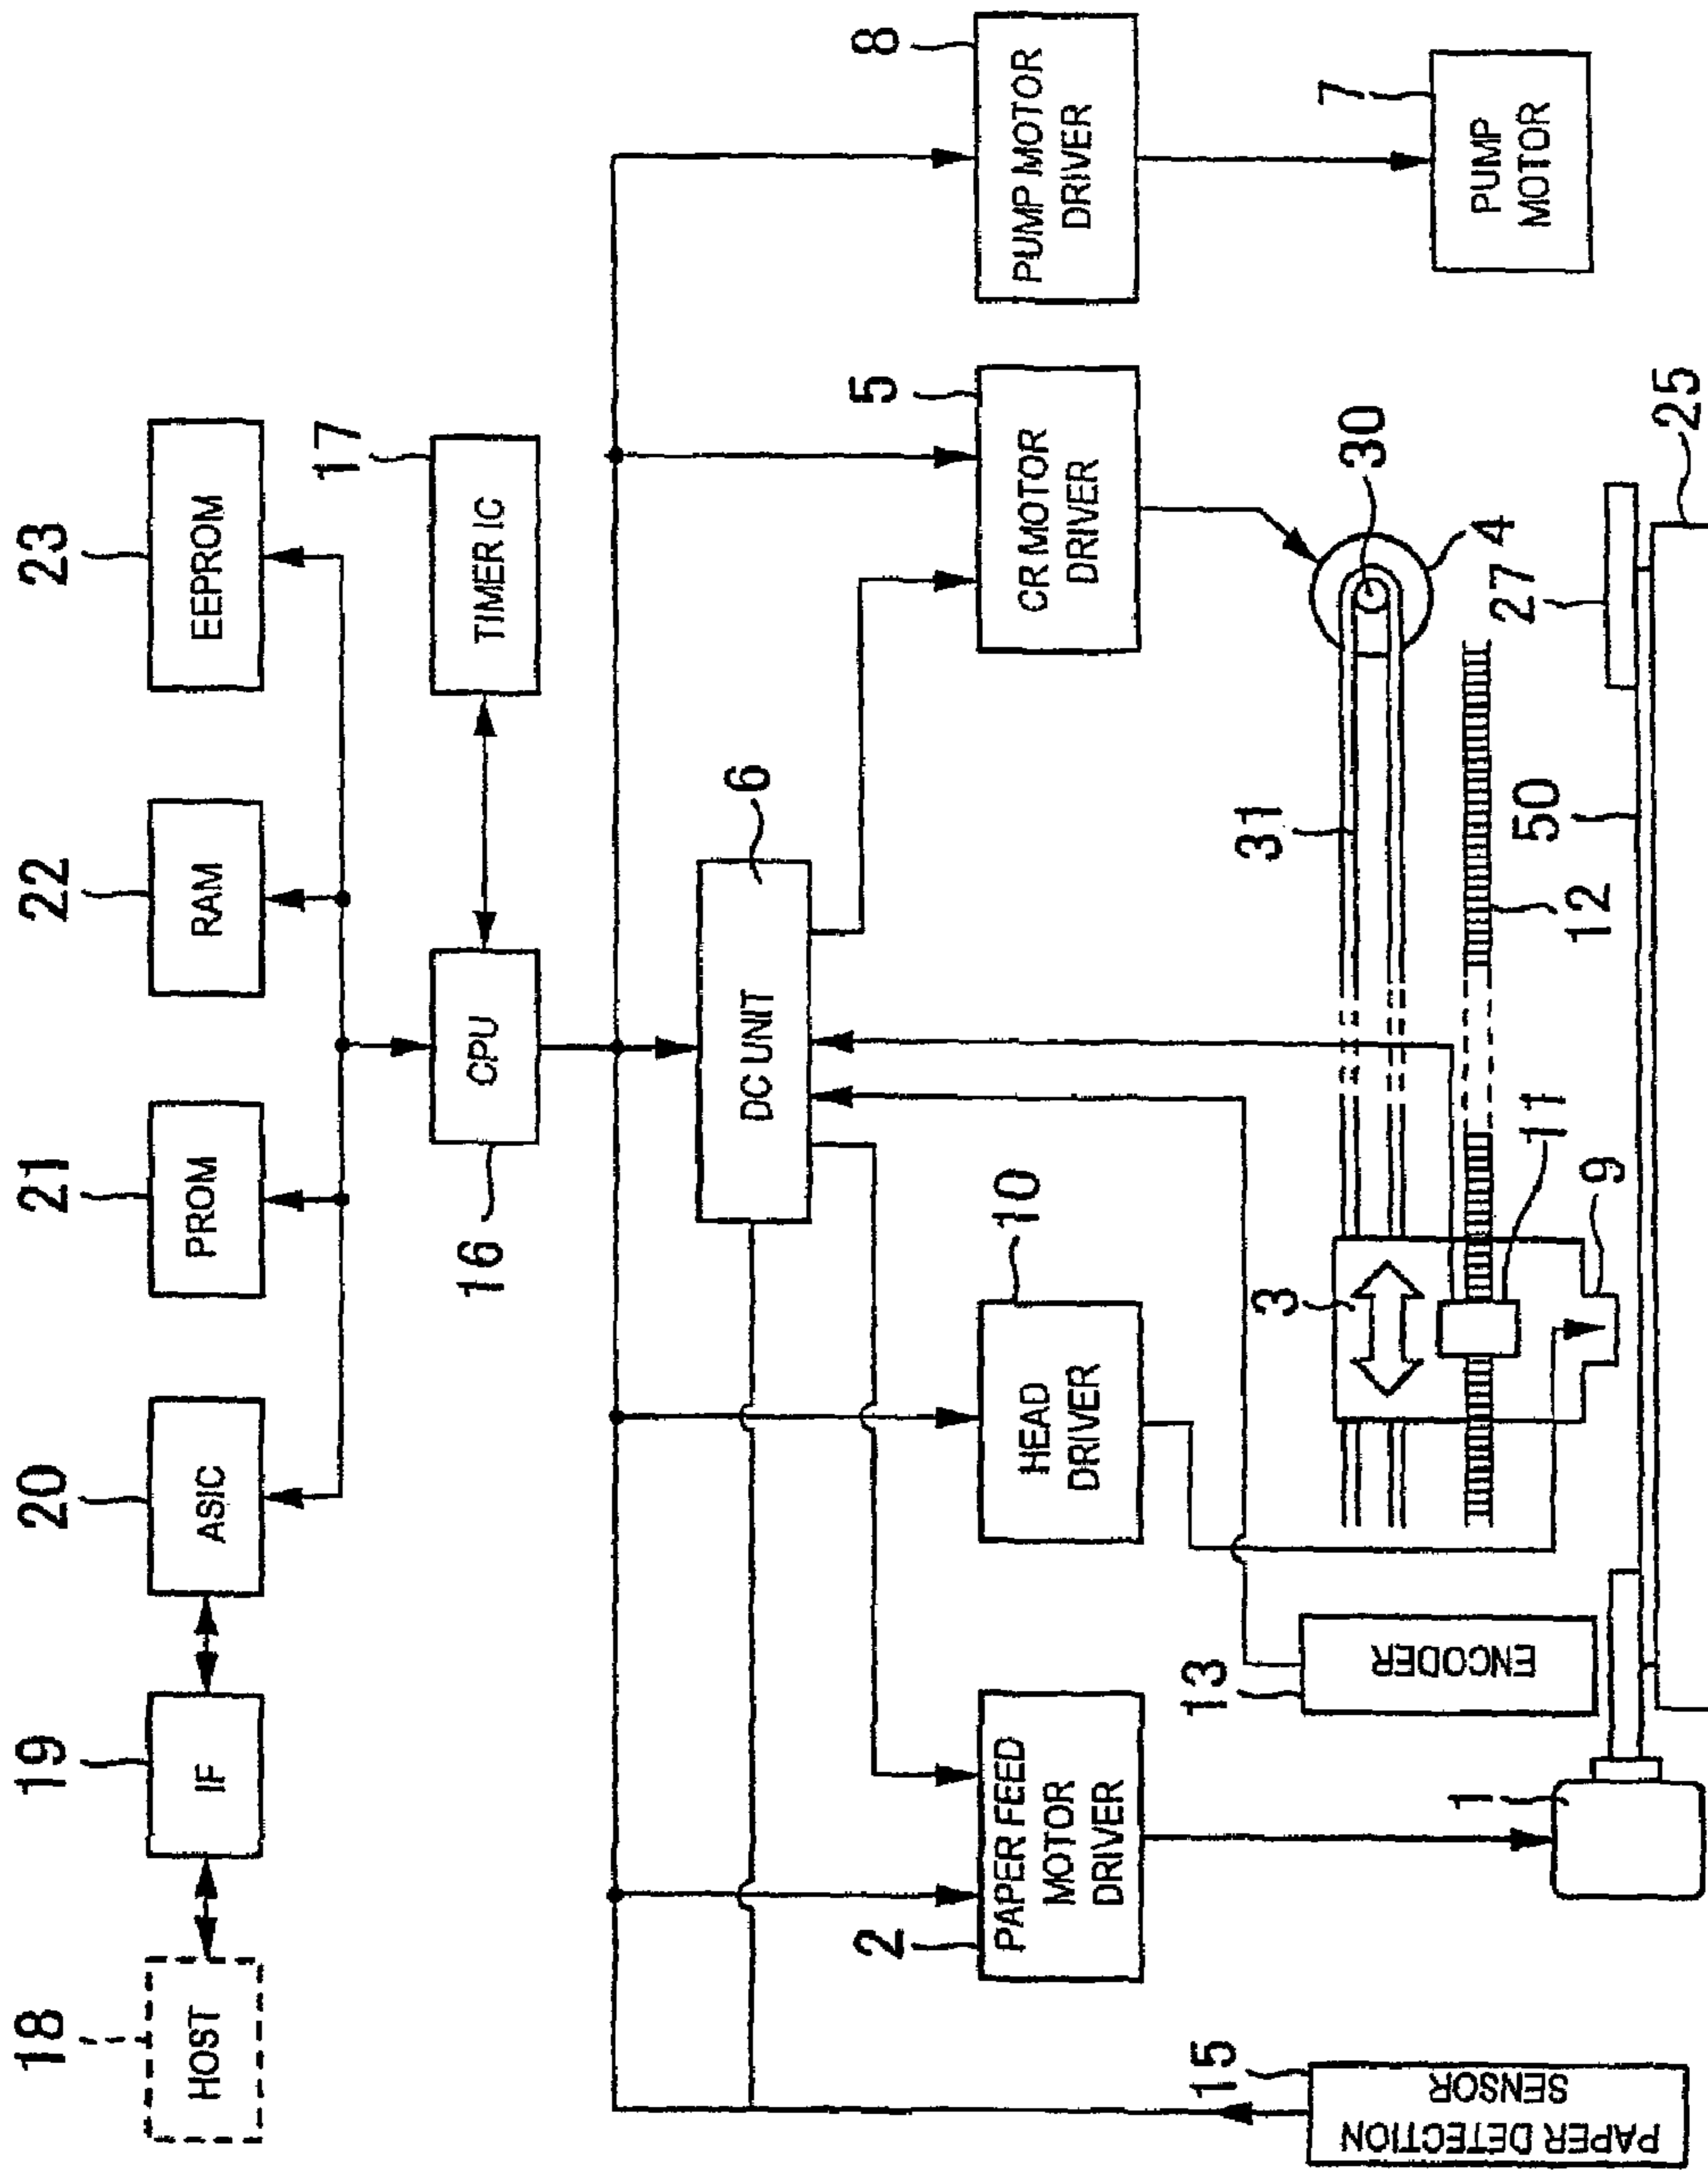 18
HOST
19
IF
20
ASIC
21
PROM
22
RAM
23
EEPROM
16
CPU
17
TIMER IC
6
DC UNIT
2
PAPER FEED
MOTOR
DRIVER
10
HEAD
DRIVER
5
CR MOTOR
DRIVER
8
PUMP MOTOR
DRIVER
7
PUMP
MOTOR
15
PAPER DETECTION
SENSOR
13
ENCODER
1
3
11
9
31
12
50
30
4
27
25